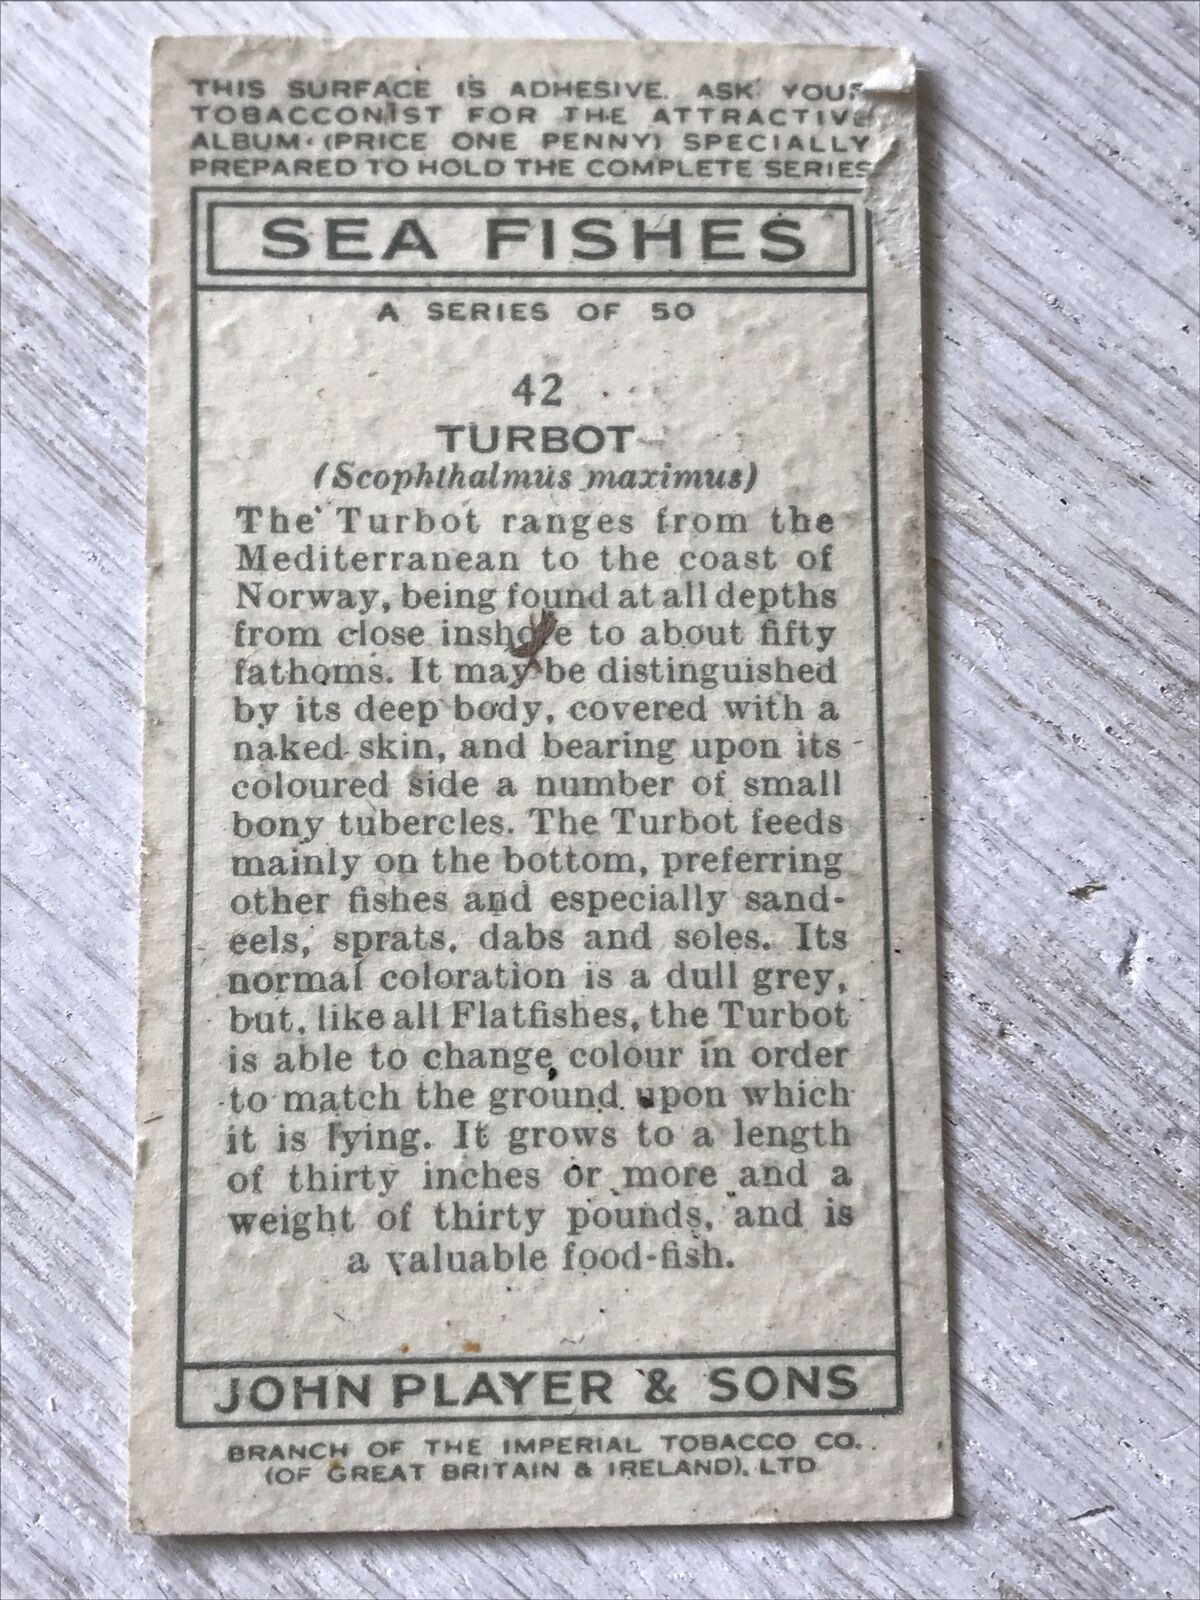 THIS SURFACE IS ADHESIVE. ASK YOUR
TOBACCONIST FOR THE ATTRACTIVE
ALBUM (PRICE ONE PENNY) SPECIALLY
PREPARED TO HOLD THE COMPLETE SERIES
SEA FISHES
A SERIES OF 50
42
TURBOT
(Scophthalmus maximus)
The Turbot ranges from the
Mediterranean to the coast of
Norway, being found at all depths
from close inshore to about fifty
fathoms. It may be distinguished
by its deep body, covered with a
naked skin, and bearing upon its
coloured side a number of small
bony tubercles. The Turbot feeds
mainly on the bottom, preferring
other fishes and especially sand-
eels, sprats, dabs and soles. Its
normal coloration is a dull grey,
but, like all Flatfishes, the Turbot
is able to change colour in order
to match the ground upon which
it is lying. It grows to a length
of thirty inches or more and a
weight of thirty pounds, and is
a valuable food-fish.
JOHN PLAYER & SONS
BRANCH OF THE IMPERIAL TOBACCO CO.
(OF GREAT BRITAIN & IRELAND), LTD